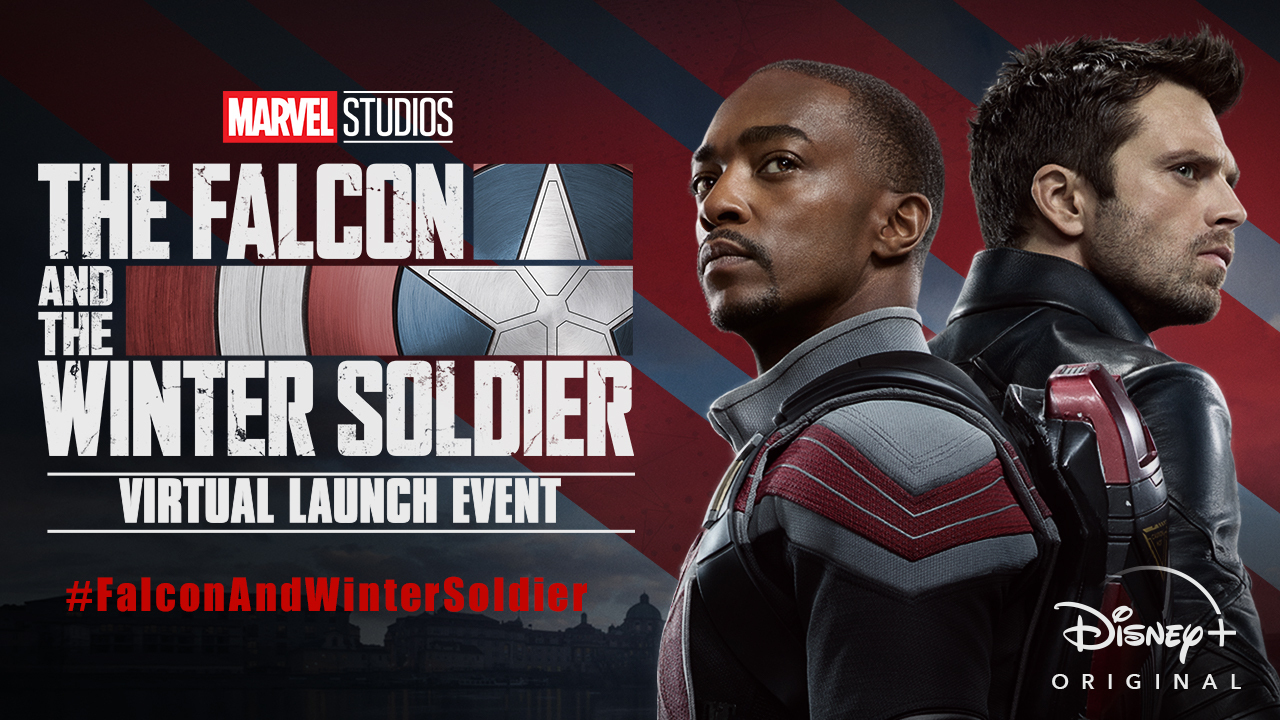 MARVEL STUDIOS
THE FALCON
AND
THE
WINTER SOLDIER
VIRTUAL LAUNCH EVENT
#FalconAndWinterSoldier
Disney+
ORIGINAL